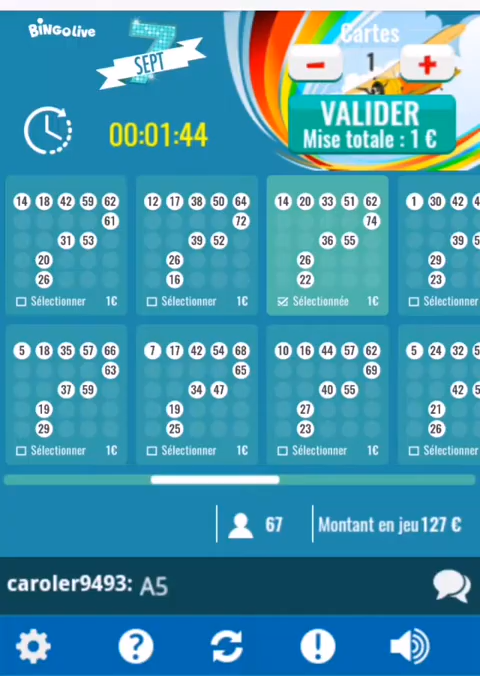 BiNGoLive
7
SEPT
Cartes
- 1 +
VALIDER
Mise totale : 1 €
00:01:44
14 18 42 59 62
61
31 53
20
26
Sélectionner 1€
12 17 38 50 64
72
39 52
26
16
Sélectionner 1€
14 20 33 51 62
74
36 55
26
22
Sélectionnée 1€
1 30 42
39
29
23
Sélectionner
5 18 35 57 66
63
37 59
19
29
Sélectionner 1€
7 17 42 54 68
65
34 47
19
25
Sélectionner 1€
10 16 44 57 62
69
40 55
27
23
Sélectionner 1€
5 24 32
42
21
26
Sélectionner
67
Montant en jeu 127 €
caroler9493: A5
? !